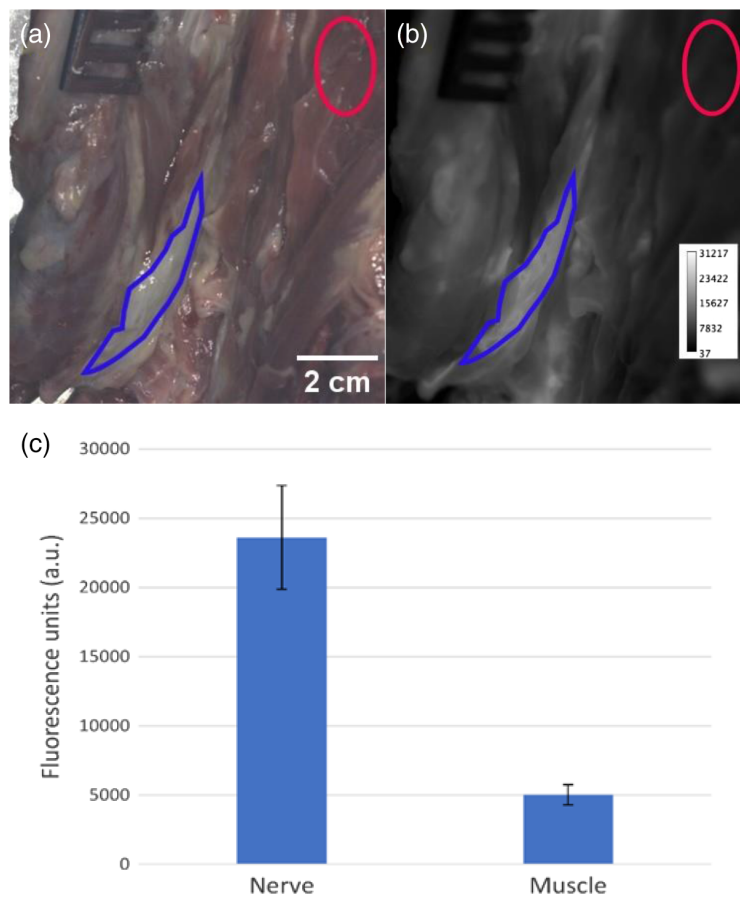 (a)
(b)
2 cm
31217
23422
15627
7832
37
(c)
Fluorescence units (a.u.)
30000
25000
20000
15000
10000
5000
0
Nerve
Muscle